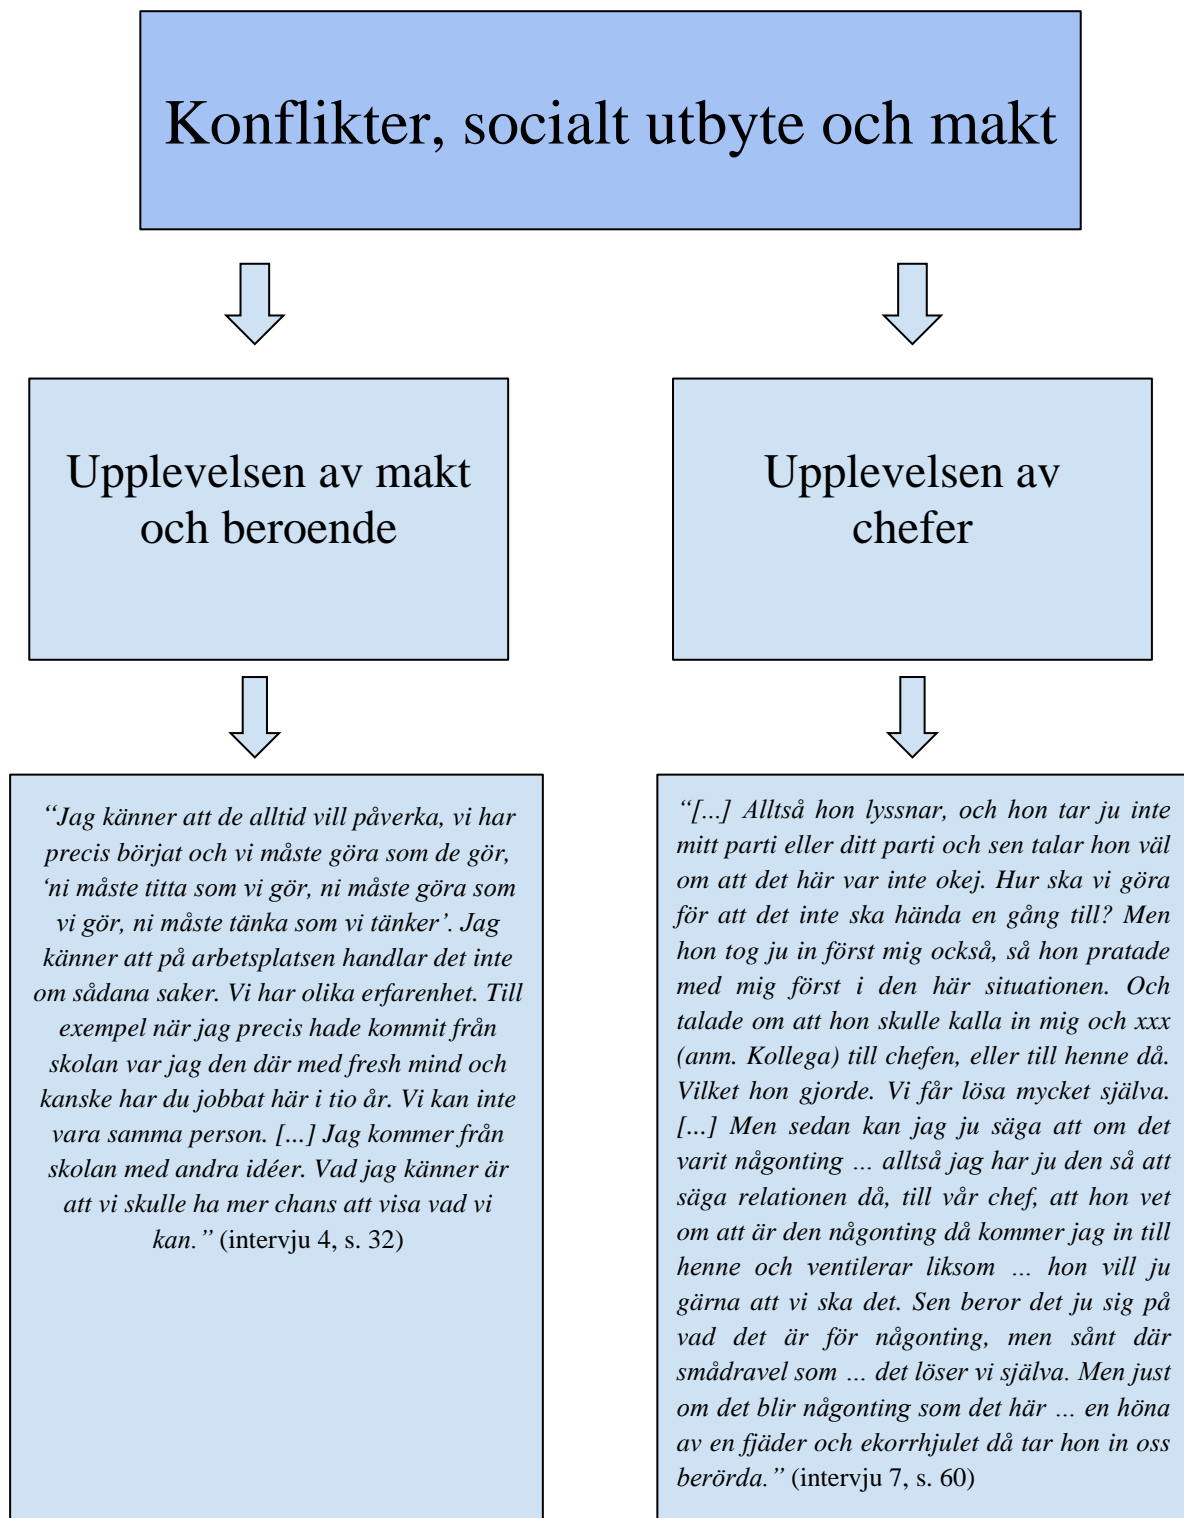 Konflikter, socialt utbyte och makt
Upplevelsen av makt
och beroende
Upplevelsen av
chefer
“Jag känner att de alltid vill påverka, vi har
precis börjat och vi måste göra som de gör,
‘ni måste titta som vi gör, ni måste göra som
vi gör, ni måste tänka som vi tänker’. Jag
känner att på arbetsplatsen handlar det inte
om sådana saker. Vi har olika erfarenhet. Till
exempel när jag precis hade kommit från
skolan var jag den där med fresh mind och
kanske har du jobbat här i tio år. Vi kan inte
vara samma person. [...] Jag kommer från
skolan med andra idéer. Vad jag känner är
att vi skulle ha mer chans att visa vad vi
kan.” (intervju 4, s. 32)
“[...] Alltså hon lyssnar, och hon tar ju inte
mitt parti eller ditt parti och sen talar hon väl
om att det här var inte okej. Hur ska vi göra
för att det inte ska hända en gång till? Men
hon tog ju in först mig också, så hon pratade
med mig först i den här situationen. Och
talade om att hon skulle kalla in mig och xxx
(anm. Kollega) till chefen, eller till henne då.
Vilket hon gjorde. Vi får lösa mycket själva.
[...] Men sedan kan jag ju säga att om det
varit någonting … alltså jag har ju den så att
säga relationen då, till vår chef, att hon vet
om att är den någonting då kommer jag in till
henne och ventilerar liksom … hon vill ju
gärna att vi ska det. Sen beror det ju sig på
vad det är för någonting, men sånt där
smådravel som … det löser vi själva. Men just
om det blir någonting som det här … en höna
av en fjäder och ekorrhjulet då tar hon in oss
berörda.” (intervju 7, s. 60)